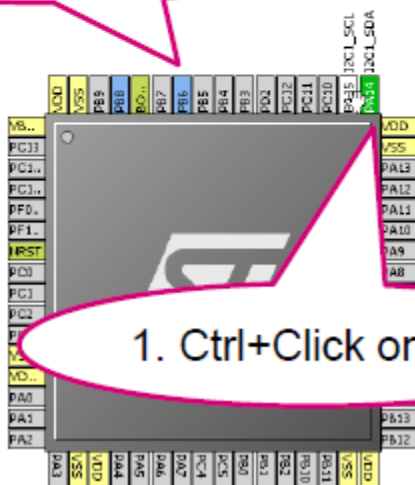 I2C1_SCL
I2C1_SDA
VDD
VSS
PB9
PB8
BO..
PB7
PB6
PB5
PB4
PB3
PD2
PC12
PC11
PC10
PA15
PA14
VB..
PC13
PC1..
PC1..
PF0..
PF1..
NRST
PC0
PC1
PC2
VD..
PA0
PA1
PA2
VDD
VSS
PA13
PA12
PA11
PA10
PA9
PA8
PB13
PB12
1. Ctrl+Click or
PA3
VSS
VDD
PA4
PA5
PA6
PA7
PC4
PC5
PB0
PB1
PB2
PB10
PB11
VSS
VDD